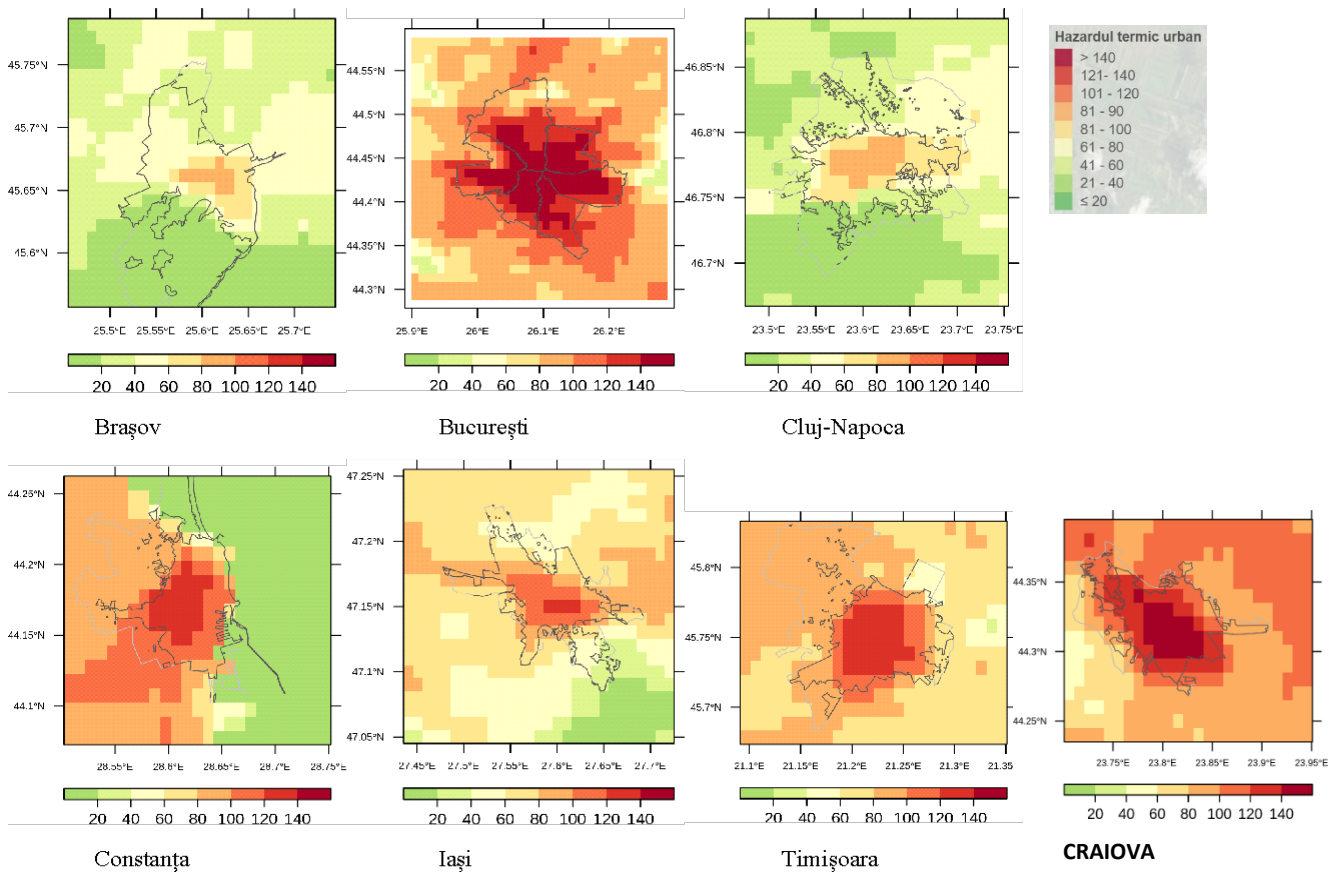 45.75°N
45.7°N
45.65°N
45.6°N
25.5°E 25.55°E 25.6°E 25.65°E 25.7°E
20 40 60 80 100 120 140
Braşov
44.55°N
44.5°N
44.45°N
44.4°N
44.35°N
44.3°N
25.9°E 26°E 26.1°E 26.2°E
20 40 60 80 100 120 140
Bucureşti
46.85°N
46.8°N
46.75°N
46.7°N
23.5°E 23.55°E 23.6°E 23.65°E 23.7°E 23.75°E
20 40 60 80 100 120 140
Cluj-Napoca
Hazardul termic urban
> 140
121- 140
101 - 120
81 - 90
81 - 100
61 - 80
41 - 60
21 - 40
≤ 20
44.25°N
44.2°N
44.15°N
44.1°N
28.55°E 28.6°E 28.65°E 28.7°E 28.75°E
20 40 60 80 100 120 140
Constanţa
47.25°N
47.2°N
47.15°N
47.1°N
47.05°N
27.45°E 27.5°E 27.55°E 27.6°E 27.65°E 27.7°E
20 40 60 80 100 120 140
Iaşi
45.8°N
45.75°N
45.7°N
21.1°E 21.15°E 21.2°E 21.25°E 21.3°E 21.35°E
20 40 60 80 100 120 140
Timişoara
44.35°N
44.3°N
44.25°N
23.75°E 23.8°E 23.85°E 23.9°E 23.95°E
20 40 60 80 100 120 140
CRAIOVA